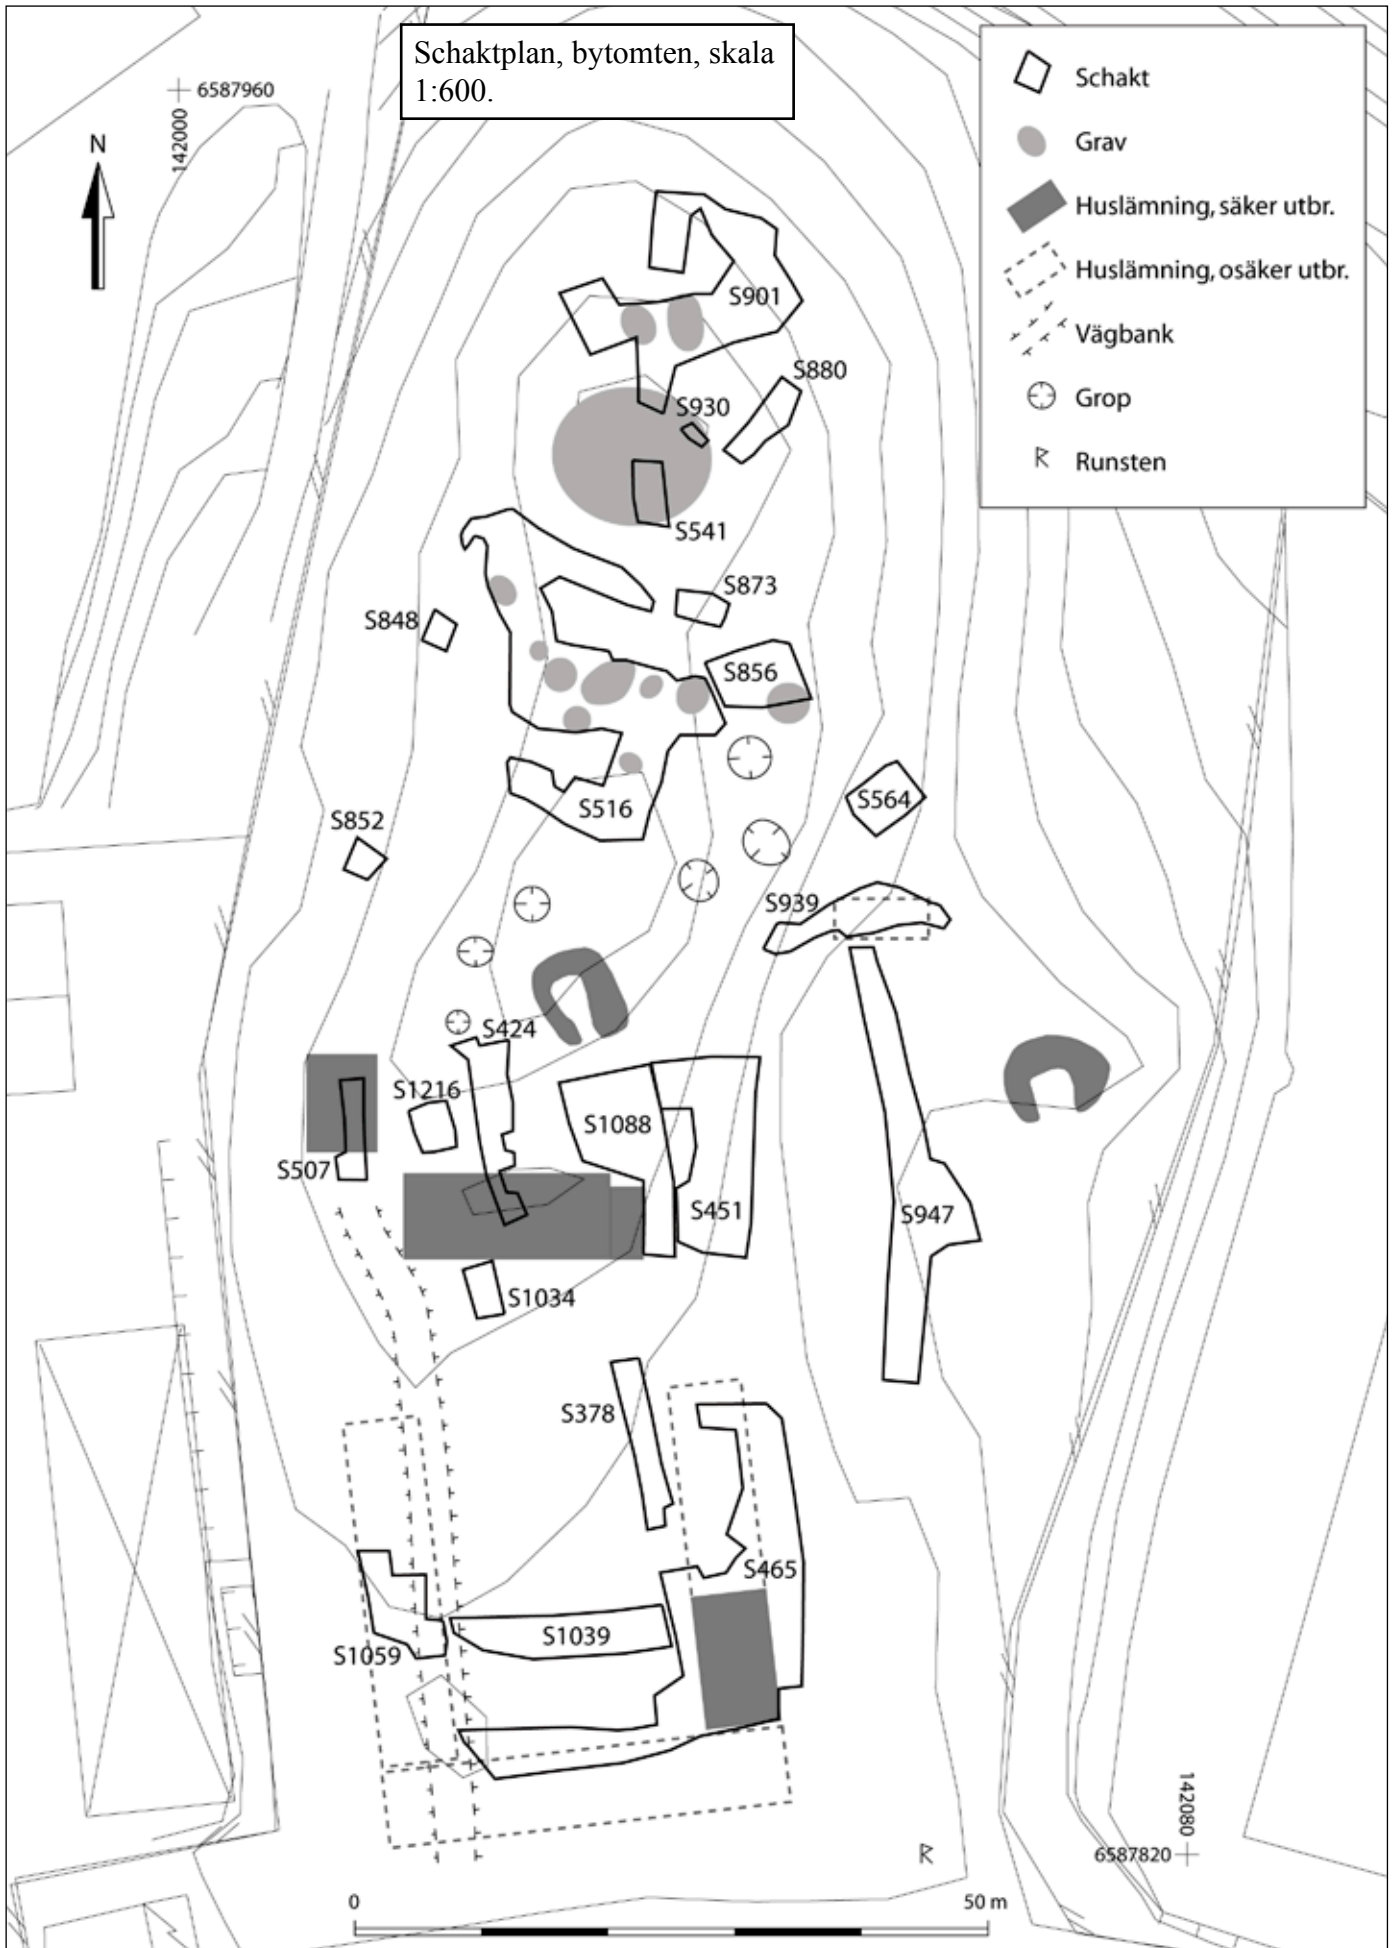 Schaktplan, bytomten, skala
1:600.
6587960
142000
N
Schakt
Grav
Huslämning, säker utbr.
Huslämning, osäker utbr.
Vägbank
Grop
Runsten
S901
S880
S930
S541
S873
S848
S856
S516
S564
S852
S939
S424
S1216
S1088
S507
S451
S947
S1034
S378
S465
S1039
S1059
142080
6587820
0
50 m